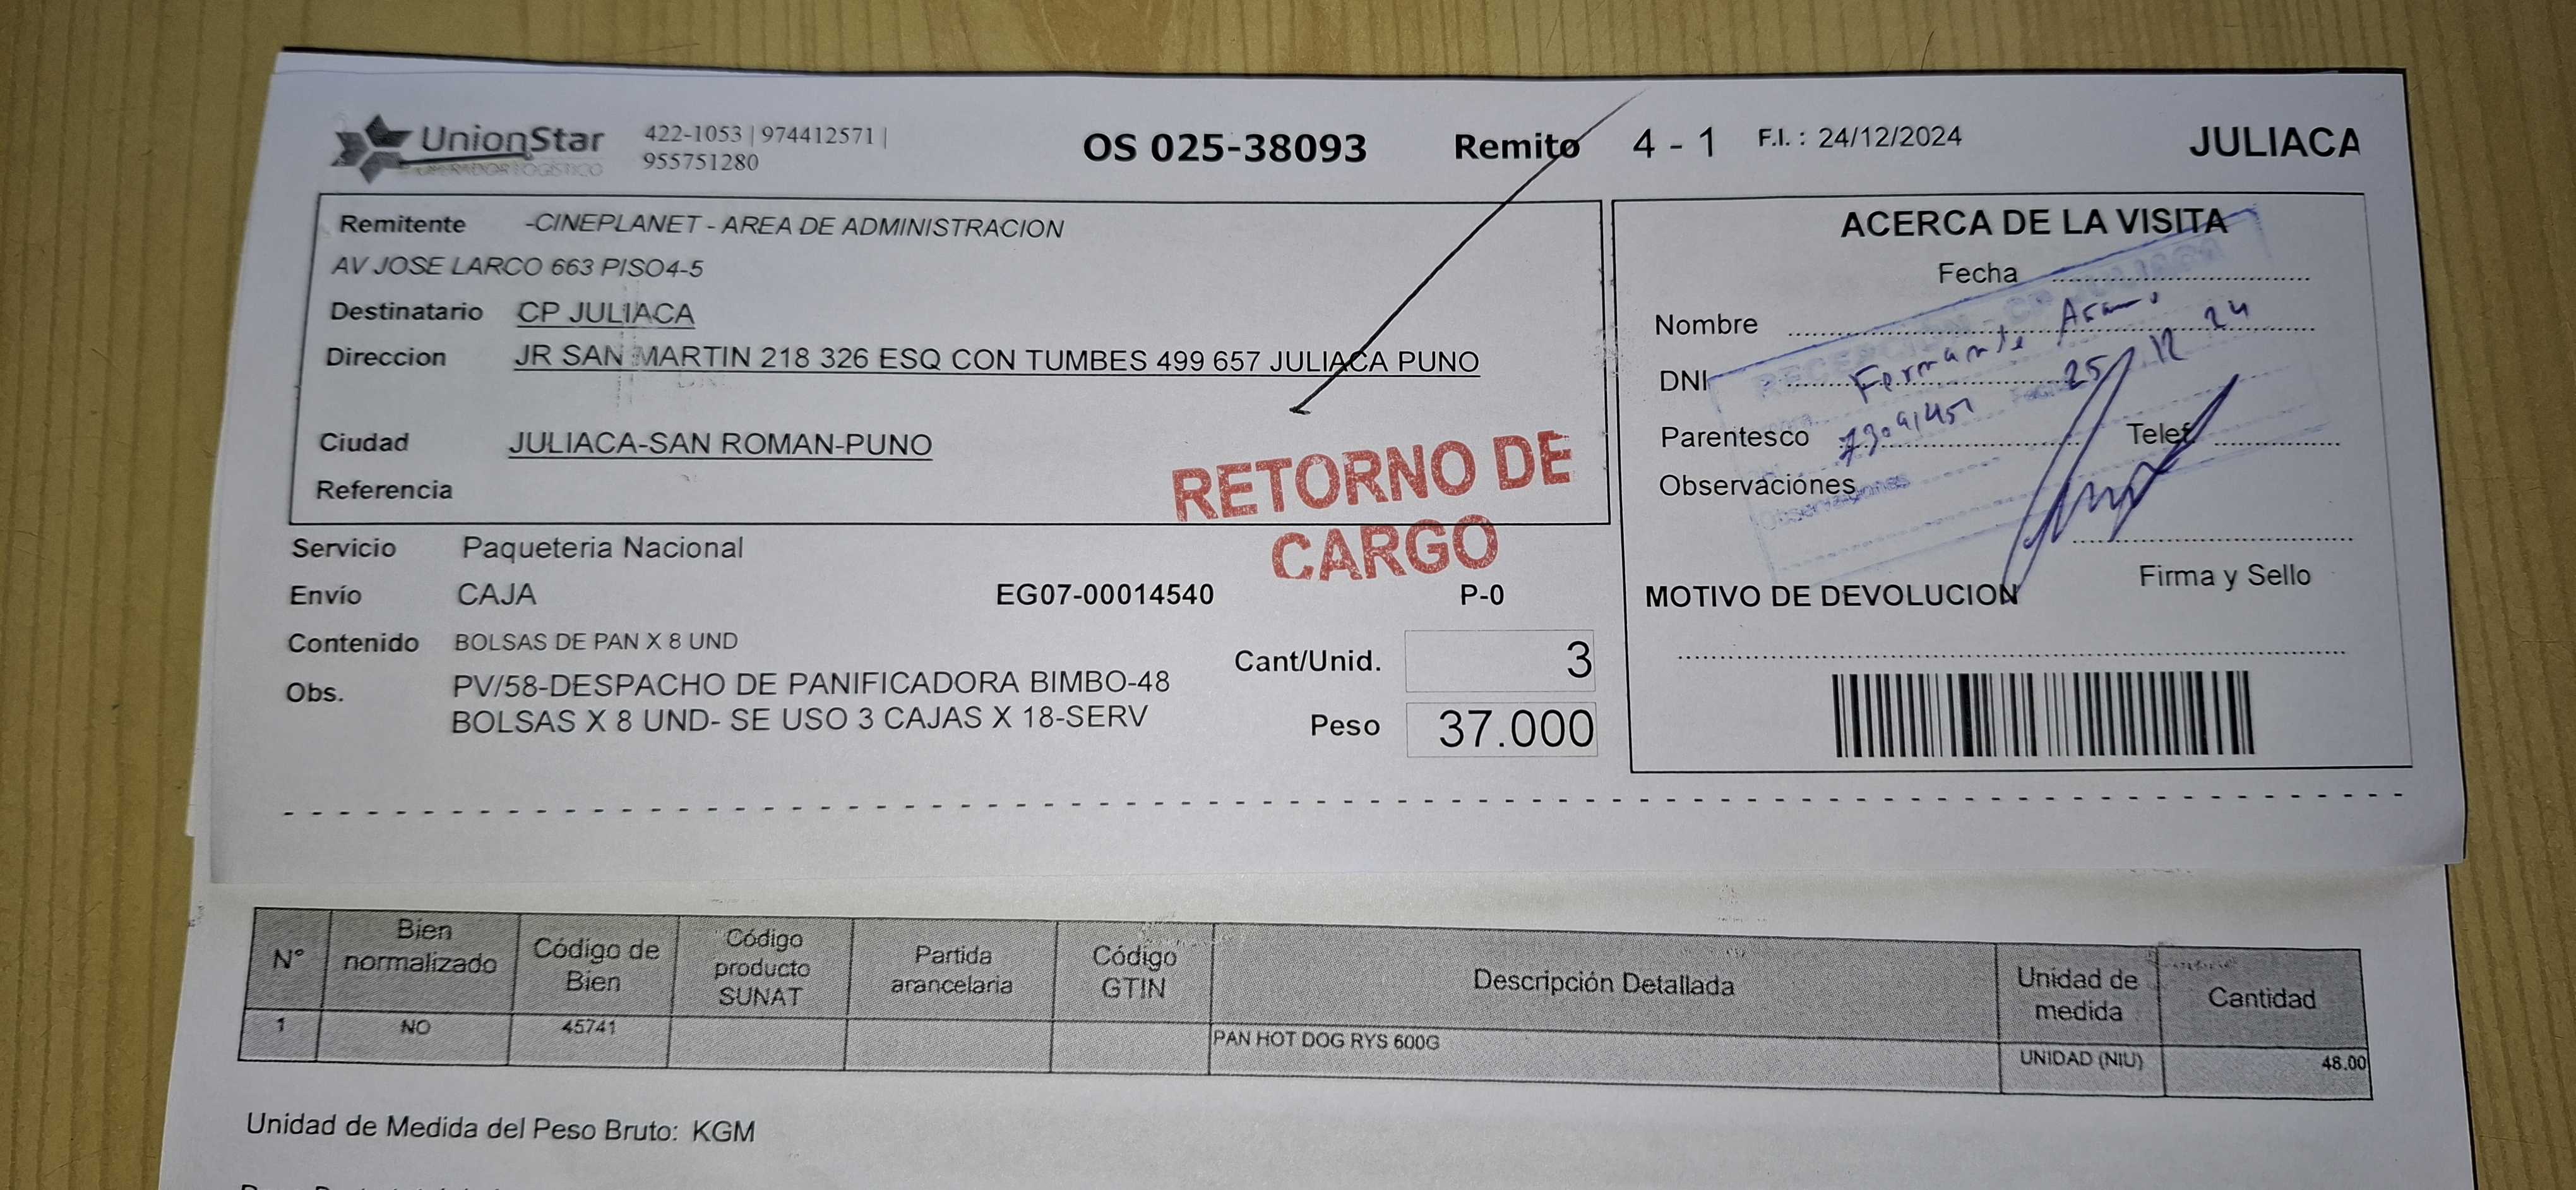 UnionStar
OPERADOR LOGÍSTICO
422-1053 | 974412571 |
955751280
OS 025-38093 Remito 4 - 1 F.I. : 24/12/2024 JULIACA
Remitente -CINEPLANET - AREA DE ADMINISTRACION
AV JOSE LARCO 663 PISO4-5
Destinatario CP JULIACA
Direccion JR SAN MARTIN 218 326 ESQ CON TUMBES 499 657 JULIACA PUNO
Ciudad JULIACA-SAN ROMAN-PUNO
Referencia
RETORNO DE
CARGO
Servicio Paqueteria Nacional
Envío CAJA EG07-00014540 P-0
Contenido BOLSAS DE PAN X 8 UND
Cant/Unid. 3
Obs. PV/58-DESPACHO DE PANIFICADORA BIMBO-48
BOLSAS X 8 UND- SE USO 3 CAJAS X 18-SERV
Peso 37.000
ACERCA DE LA VISITA
Fecha
Nombre
DNI
25 12 24
Parentesco Telef
Observaciones
Observaciones
Firma y Sello
MOTIVO DE DEVOLUCION
N° Bien normalizado Código de Bien Código producto SUNAT Partida arancelaria Código GTIN Descripción Detallada Unidad de medida Cantidad
1 NO 45741 PAN HOT DOG RYS 600G UNIDAD (NIU) 48.00
Unidad de Medida del Peso Bruto: KGM